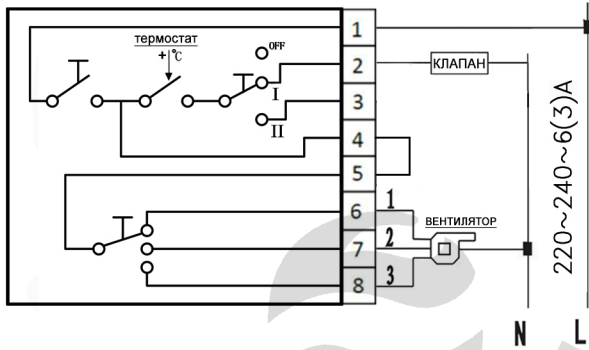 термостат
+ °C
OFF
I
II
1
2
3
4
5
6
7
8
КЛАПАН
1
2
3
ВЕНТИЛЯТОР
220~240~6(3)A
N
L